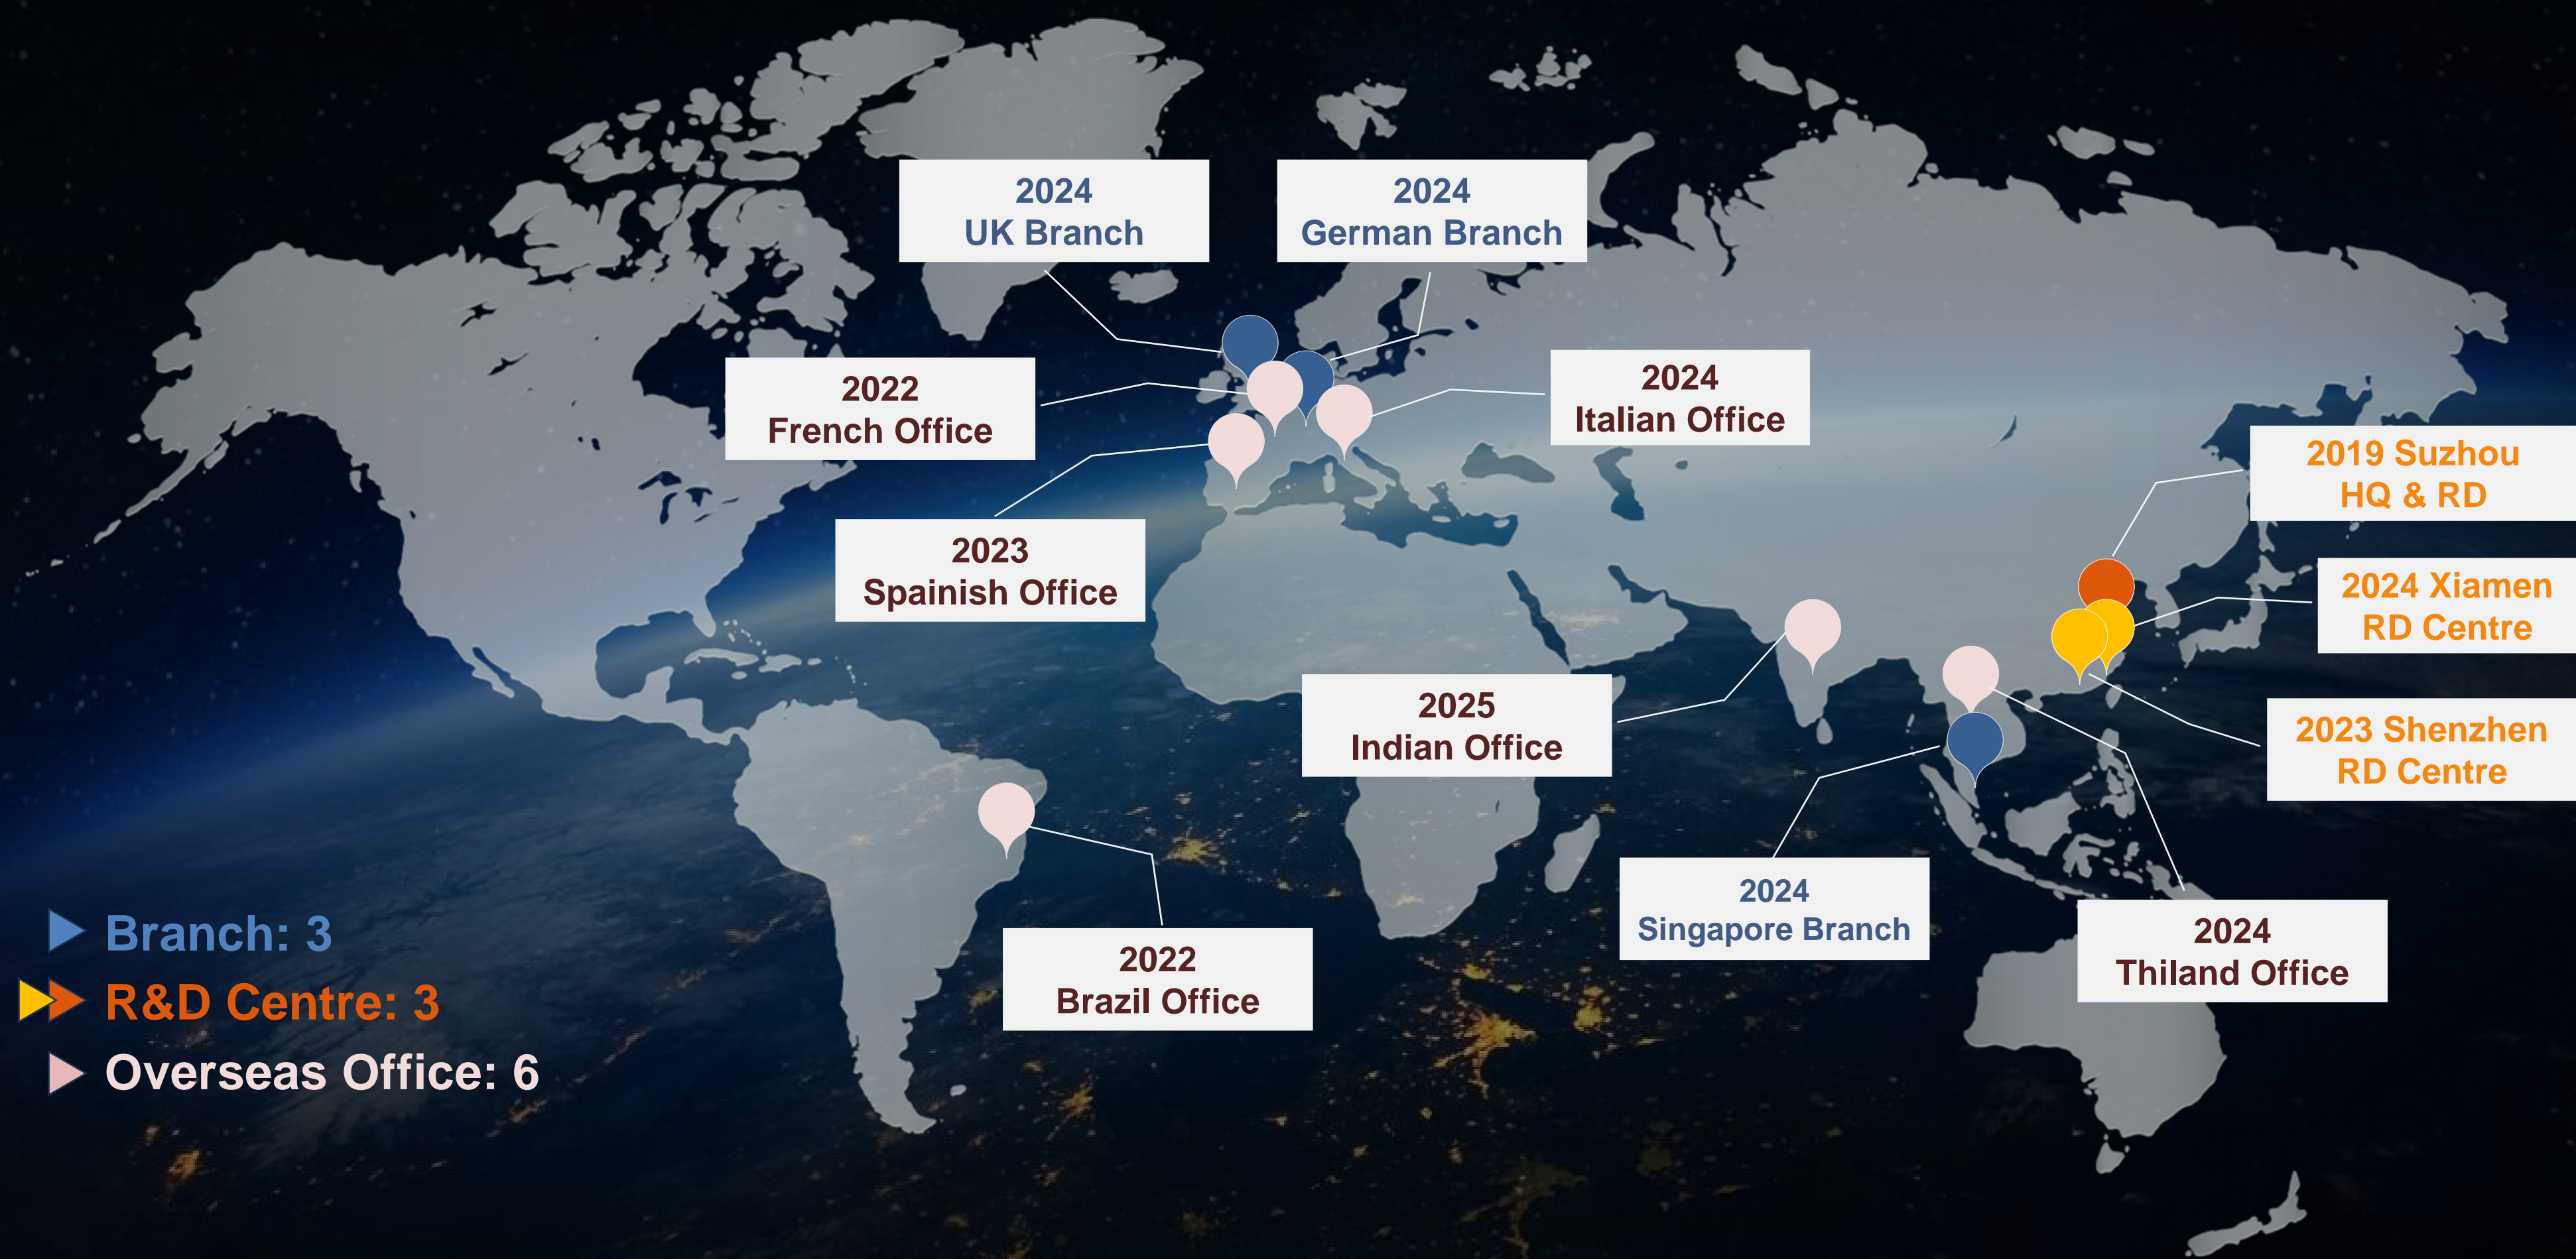 2024
UK Branch
2024
German Branch
2022
French Office
2024
Italian Office
2019 Suzhou
HQ & RD
2023
Spainish Office
2024 Xiamen
RD Centre
2025
Indian Office
2023 Shenzhen
RD Centre
2024
Singapore Branch
2024
Thiland Office
2022
Brazil Office
Branch: 3
R&D Centre: 3
Overseas Office: 6